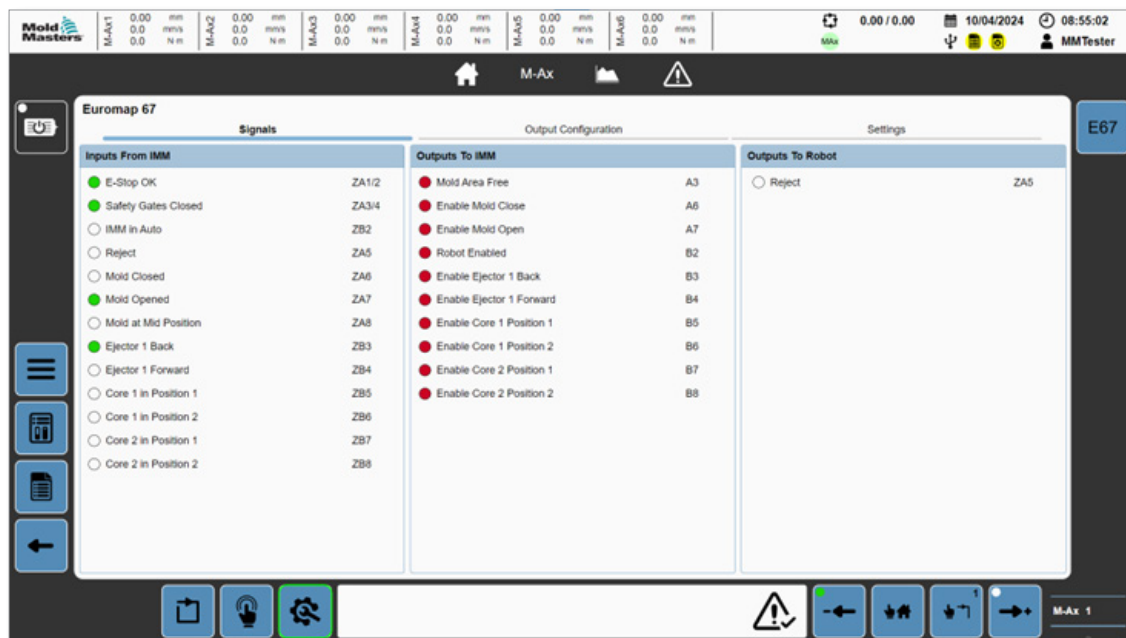 Mold Masters
M-Ax1 0.00 mm 0.0 mm/s 0.0 N·m
M-Ax2 0.00 mm 0.0 mm/s 0.0 N·m
M-Ax3 0.00 mm 0.0 mm/s 0.0 N·m
M-Ax4 0.00 mm 0.0 mm/s 0.0 N·m
M-Ax5 0.00 mm 0.0 mm/s 0.0 N·m
M-Ax6 0.00 mm 0.0 mm/s 0.0 N·m
MAx
0.00 / 0.00
10/04/2024
08:55:02
MMTester
M-Ax
Euromap 67
Signals Output Configuration Settings
E67
Inputs From IMM
E-Stop OK ZA1/2
Safety Gates Closed ZA3/4
IMM in Auto ZB2
Reject ZA5
Mold Closed ZA6
Mold Opened ZA7
Mold at Mid Position ZA8
Ejector 1 Back ZB3
Ejector 1 Forward ZB4
Core 1 in Position 1 ZB5
Core 1 in Position 2 ZB6
Core 2 in Position 1 ZB7
Core 2 in Position 2 ZB8
Outputs To IMM
Mold Area Free A3
Enable Mold Close A6
Enable Mold Open A7
Robot Enabled B2
Enable Ejector 1 Back B3
Enable Ejector 1 Forward B4
Enable Core 1 Position 1 B5
Enable Core 1 Position 2 B6
Enable Core 2 Position 1 B7
Enable Core 2 Position 2 B8
Outputs To Robot
Reject ZA5
1
M-Ax 1